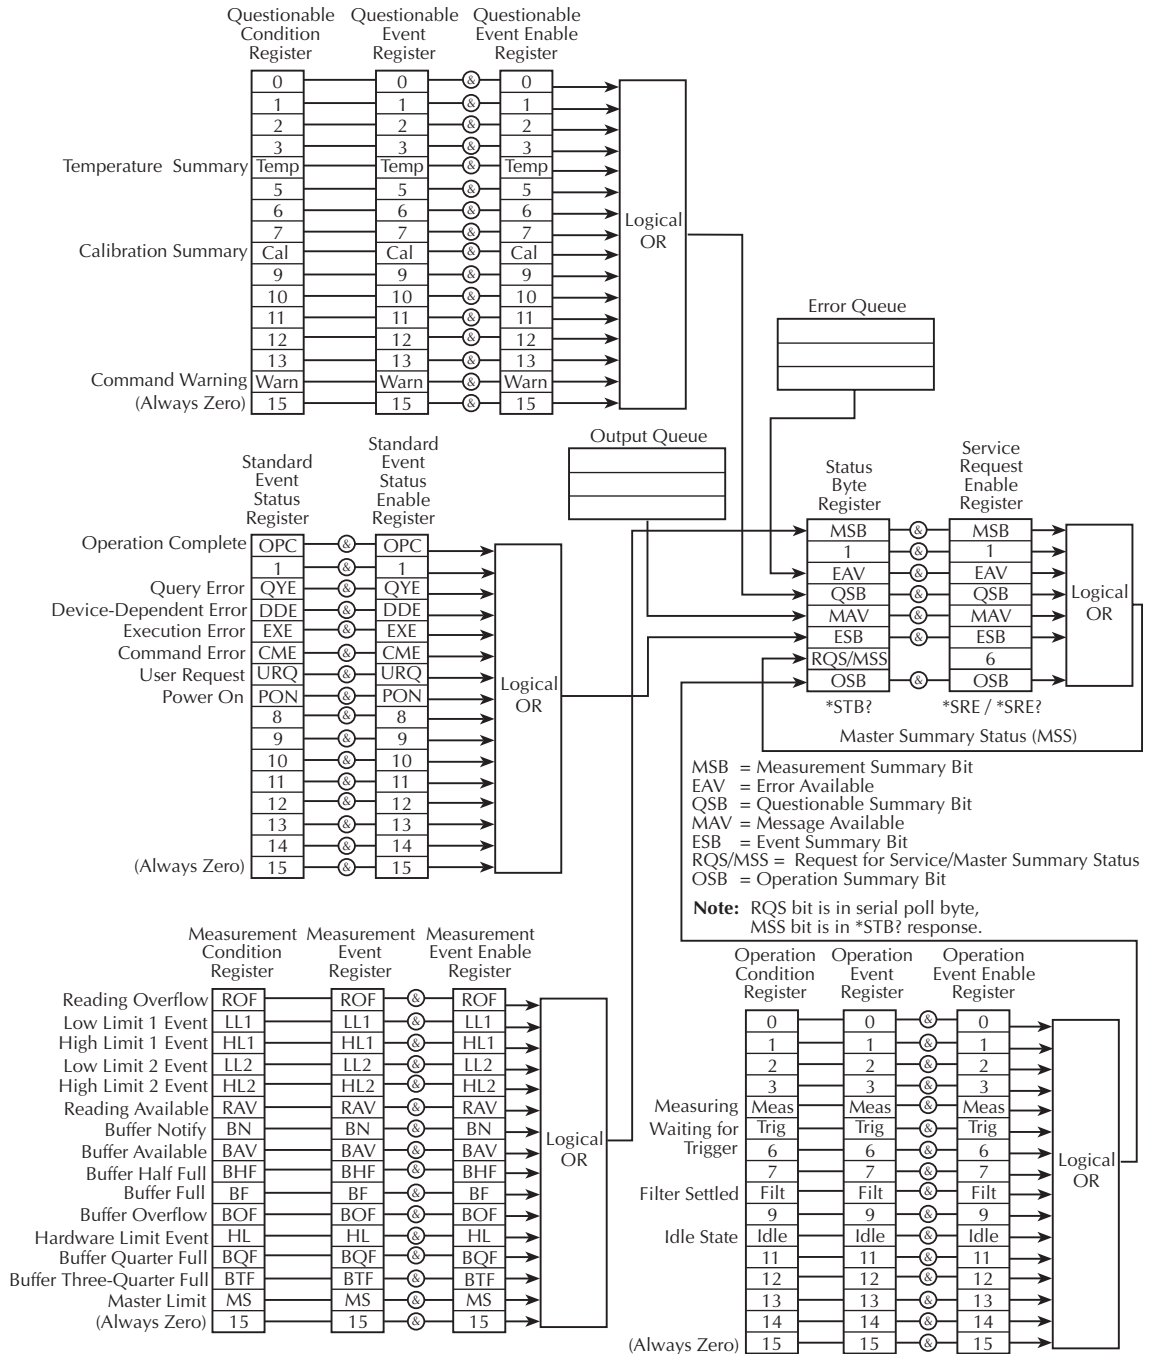 Questionable Condition Register
Questionable Event Register
Questionable Event Enable Register
0 0 & 0
1 1 & 1
2 2 & 2
3 3 & 3
Temperature Summary Temp Temp & Temp
5 5 & 5
6 6 & 6
7 7 & 7
Calibration Summary Cal Cal & Cal
9 9 & 9
10 10 & 10
11 11 & 11
12 12 & 12
13 13 & 13
Command Warning Warn Warn & Warn
(Always Zero) 15 15 & 15
Logical OR
Error Queue
Output Queue
Standard Event Status Register
Standard Event Status Enable Register
Operation Complete OPC & OPC
1 & 1
Query Error QYE & QYE
Device-Dependent Error DDE & DDE
Execution Error EXE & EXE
Command Error CME & CME
User Request URQ & URQ
Power On PON & PON
8 & 8
9 & 9
10 & 10
11 & 11
12 & 12
13 & 13
14 & 14
(Always Zero) 15 & 15
Logical OR
Status Byte Register
Service Request Enable Register
MSB & MSB
1 & 1
EAV & EAV
QSB & QSB
MAV & MAV
ESB & ESB
RQS/MSS 6
OSB & OSB
Logical OR
*STB? *SRE / *SRE?
Master Summary Status (MSS)
MSB = Measurement Summary Bit
EAV = Error Available
QSB = Questionable Summary Bit
MAV = Message Available
ESB = Event Summary Bit
RQS/MSS = Request for Service/Master Summary Status
OSB = Operation Summary Bit
Note: RQS bit is in serial poll byte,
MSS bit is in *STB? response.
Measurement Condition Register
Measurement Event Register
Measurement Event Enable Register
Reading Overflow ROF ROF & ROF
Low Limit 1 Event LL1 LL1 & LL1
High Limit 1 Event HL1 HL1 & HL1
Low Limit 2 Event LL2 LL2 & LL2
High Limit 2 Event HL2 HL2 & HL2
Reading Available RAV RAV & RAV
Buffer Notify BN BN & BN
Buffer Available BAV BAV & BAV
Buffer Half Full BHF BHF & BHF
Buffer Full BF BF & BF
Buffer Overflow BOF BOF & BOF
Hardware Limit Event HL HL & HL
Buffer Quarter Full BQF BQF & BQF
Buffer Three-Quarter Full BTF BTF & BTF
Master Limit MS MS & MS
(Always Zero) 15 15 & 15
Logical OR
Operation Condition Register
Operation Event Register
Operation Event Enable Register
0 0 & 0
1 1 & 1
2 2 & 2
3 3 & 3
Measuring Meas Meas & Meas
Waiting for Trigger Trig Trig & Trig
6 6 & 6
7 7 & 7
Filter Settled Filt Filt & Filt
9 9 & 9
Idle State Idle Idle & Idle
11 11 & 11
12 12 & 12
13 13 & 13
14 14 & 14
(Always Zero) 15 15 & 15
Logical OR